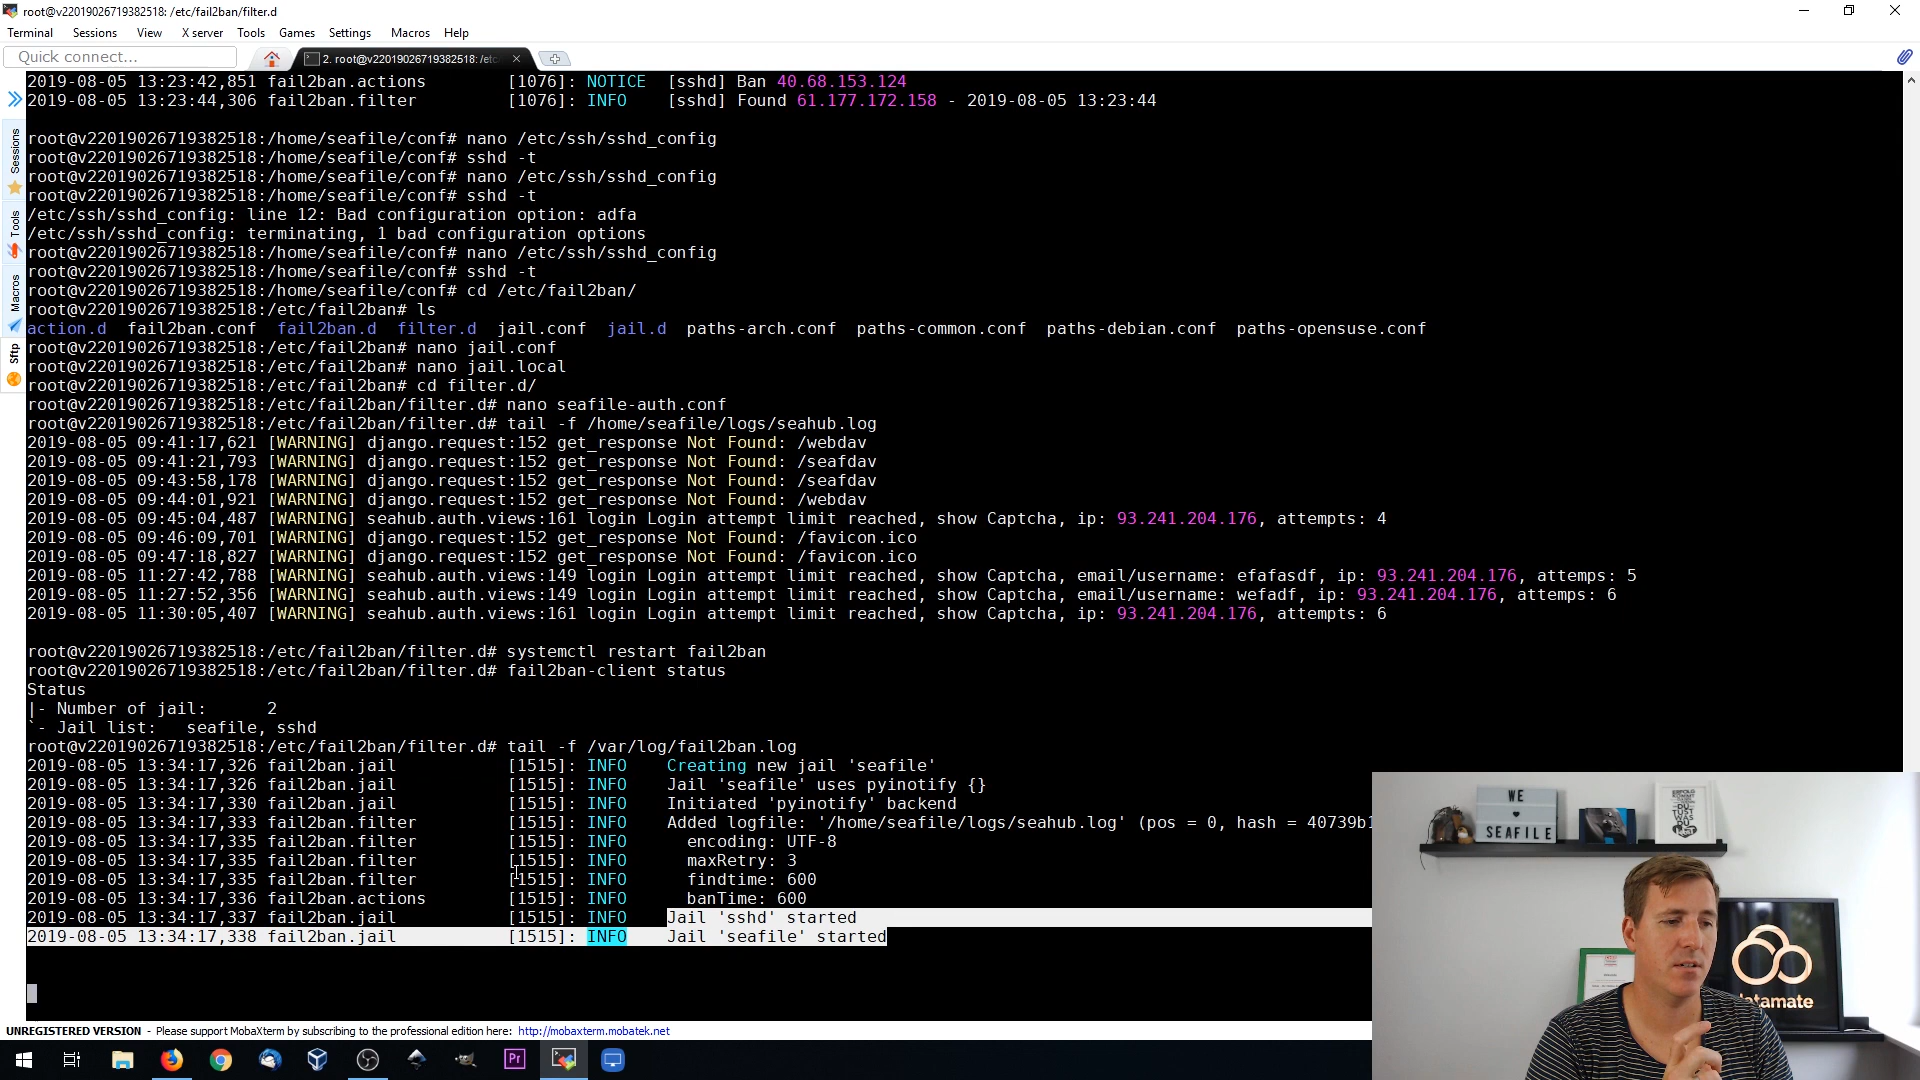 root@v22019026719382518: /etc/fail2ban/filter.d
Terminal Sessions View X server Tools Games Settings Macros Help
Quick connect...
2. root@v22019026719382518: /etc
2019-08-05 13:23:42,851 fail2ban.actions [1076]: NOTICE [sshd] Ban 40.68.153.124
2019-08-05 13:23:44,306 fail2ban.filter [1076]: INFO [sshd] Found 61.177.172.158 - 2019-08-05 13:23:44
root@v22019026719382518:/home/seafile/conf# nano /etc/ssh/sshd_config
root@v22019026719382518:/home/seafile/conf# sshd -t
root@v22019026719382518:/home/seafile/conf# nano /etc/ssh/sshd_config
root@v22019026719382518:/home/seafile/conf# sshd -t
/etc/ssh/sshd_config: line 12: Bad configuration option: adfa
/etc/ssh/sshd_config: terminating, 1 bad configuration options
root@v22019026719382518:/home/seafile/conf# nano /etc/ssh/sshd_config
root@v22019026719382518:/home/seafile/conf# sshd -t
root@v22019026719382518:/home/seafile/conf# cd /etc/fail2ban/
root@v22019026719382518:/etc/fail2ban# ls
action.d fail2ban.conf fail2ban.d filter.d jail.conf jail.d paths-arch.conf paths-common.conf paths-debian.conf paths-opensuse.conf
root@v22019026719382518:/etc/fail2ban# nano jail.conf
root@v22019026719382518:/etc/fail2ban# nano jail.local
root@v22019026719382518:/etc/fail2ban# cd filter.d/
root@v22019026719382518:/etc/fail2ban/filter.d# nano seafile-auth.conf
root@v22019026719382518:/etc/fail2ban/filter.d# tail -f /home/seafile/logs/seahub.log
2019-08-05 09:41:17,621 [WARNING] django.request:152 get_response Not Found: /webdav
2019-08-05 09:41:21,793 [WARNING] django.request:152 get_response Not Found: /seafdav
2019-08-05 09:43:58,178 [WARNING] django.request:152 get_response Not Found: /seafdav
2019-08-05 09:44:01,921 [WARNING] django.request:152 get_response Not Found: /webdav
2019-08-05 09:45:04,487 [WARNING] seahub.auth.views:161 login Login attempt limit reached, show Captcha, ip: 93.241.204.176, attempts: 4
2019-08-05 09:46:09,701 [WARNING] django.request:152 get_response Not Found: /favicon.ico
2019-08-05 09:47:18,827 [WARNING] django.request:152 get_response Not Found: /favicon.ico
2019-08-05 11:27:42,788 [WARNING] seahub.auth.views:149 login Login attempt limit reached, show Captcha, email/username: efafasdf, ip: 93.241.204.176, attemps: 5
2019-08-05 11:27:52,356 [WARNING] seahub.auth.views:149 login Login attempt limit reached, show Captcha, email/username: wefadf, ip: 93.241.204.176, attemps: 6
2019-08-05 11:30:05,407 [WARNING] seahub.auth.views:161 login Login attempt limit reached, show Captcha, ip: 93.241.204.176, attempts: 6
root@v22019026719382518:/etc/fail2ban/filter.d# systemctl restart fail2ban
root@v22019026719382518:/etc/fail2ban/filter.d# fail2ban-client status
Status
|- Number of jail: 2
`- Jail list: seafile, sshd
root@v22019026719382518:/etc/fail2ban/filter.d# tail -f /var/log/fail2ban.log
2019-08-05 13:34:17,326 fail2ban.jail [1515]: INFO Creating new jail 'seafile'
2019-08-05 13:34:17,326 fail2ban.jail [1515]: INFO Jail 'seafile' uses pyinotify {}
2019-08-05 13:34:17,330 fail2ban.jail [1515]: INFO Initiated 'pyinotify' backend
2019-08-05 13:34:17,333 fail2ban.filter [1515]: INFO Added logfile: '/home/seafile/logs/seahub.log' (pos = 0, hash = 40739b1
2019-08-05 13:34:17,335 fail2ban.filter [1515]: INFO encoding: UTF-8
2019-08-05 13:34:17,335 fail2ban.filter [1515]: INFO maxRetry: 3
2019-08-05 13:34:17,335 fail2ban.filter [1515]: INFO findtime: 600
2019-08-05 13:34:17,336 fail2ban.actions [1515]: INFO banTime: 600
2019-08-05 13:34:17,337 fail2ban.jail [1515]: INFO Jail 'sshd' started
2019-08-05 13:34:17,338 fail2ban.jail [1515]: INFO Jail 'seafile' started
Sessions
Tools
Macros
Sftp
WE
SEAFILE
datamate
UNREGISTERED VERSION - Please support MobaXterm by subscribing to the professional edition here: http://mobaxterm.mobatek.net
Pr